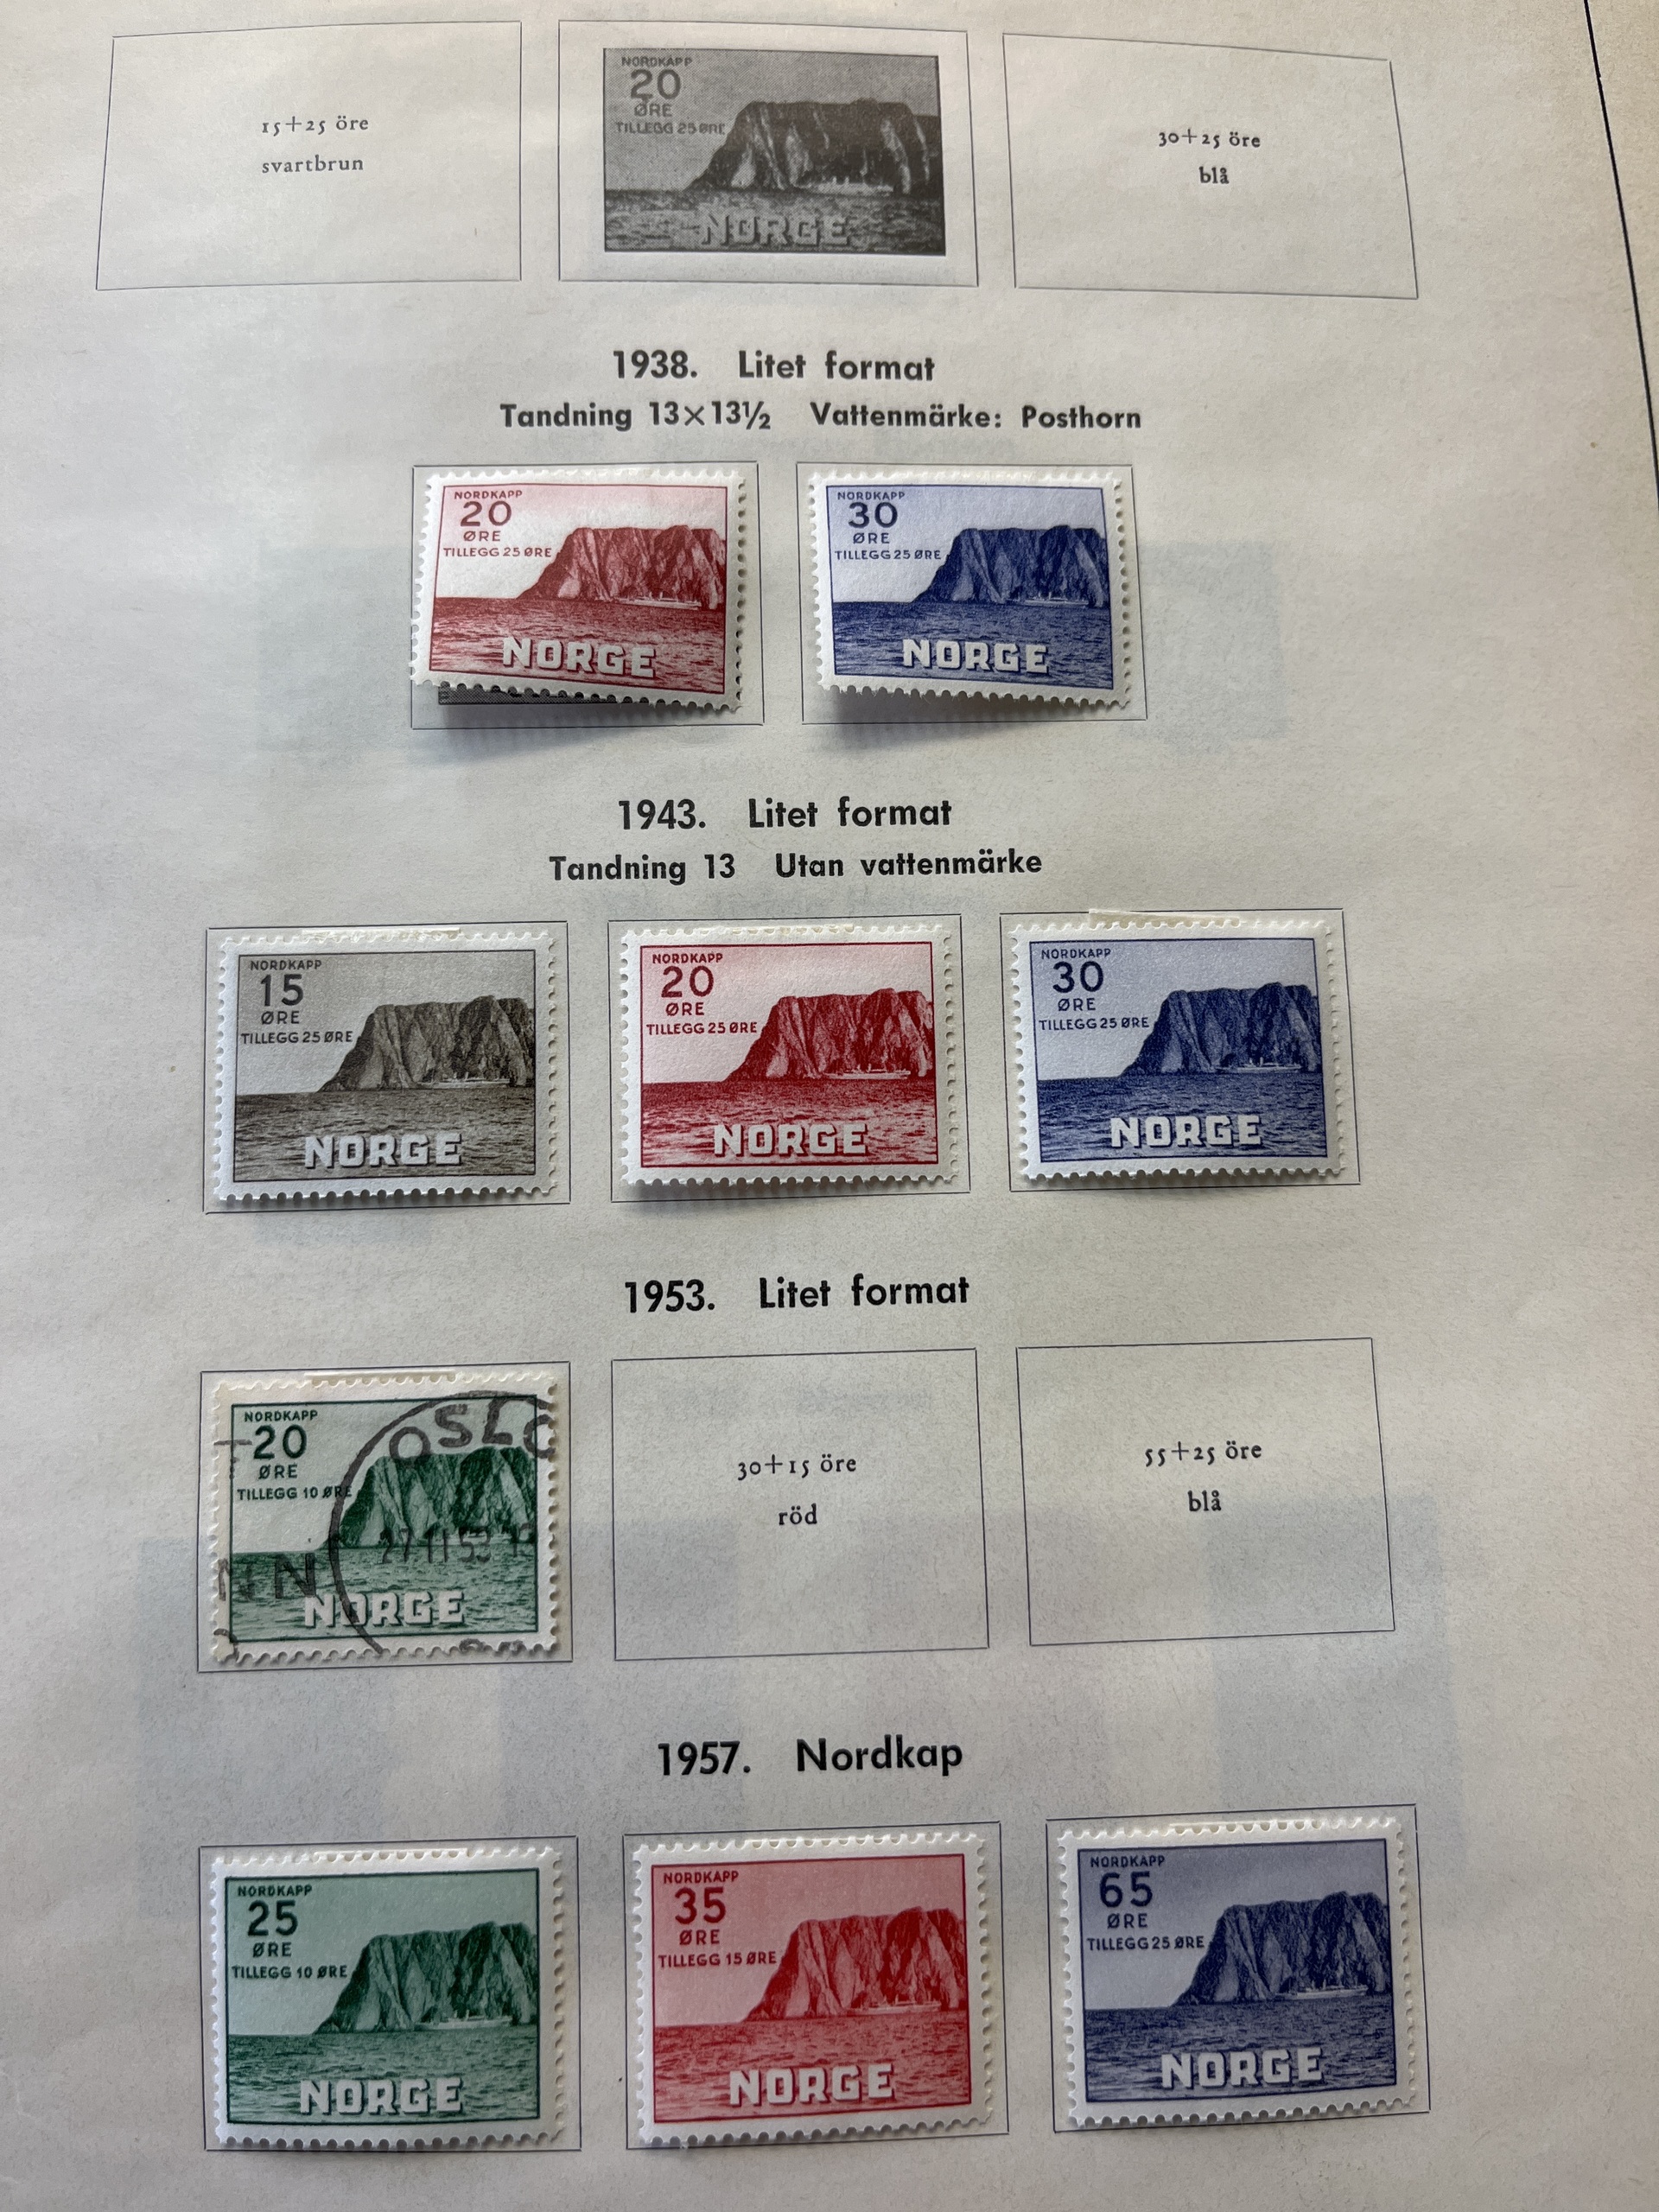 15+25 öre
svartbrun
NORDKAPP
20
ØRE
TILLEGG 25 ØRE
NORGE
30+25 öre
blå
1938. Litet format
Tandning 13×13½ Vattenmärke: Posthorn
NORDKAPP
20
ØRE
TILLEGG 25 ØRE
NORGE
NORDKAPP
30
ØRE
TILLEGG 25 ØRE
NORGE
1943. Litet format
Tandning 13 Utan vattenmärke
NORDKAPP
15
ØRE
TILLEGG 25 ØRE
NORGE
NORDKAPP
20
ØRE
TILLEGG 25 ØRE
NORGE
NORDKAPP
30
ØRE
TILLEGG 25 ØRE
NORGE
1953. Litet format
NORDKAPP
20
ØRE
TILLEGG 10 ØRE
NORGE
OSLO
27 11 53
30+15 öre
röd
55+25 öre
blå
1957. Nordkap
NORDKAPP
25
ØRE
TILLEGG 10 ØRE
NORGE
NORDKAPP
35
ØRE
TILLEGG 15 ØRE
NORGE
NORDKAPP
65
ØRE
TILLEGG 25 ØRE
NORGE